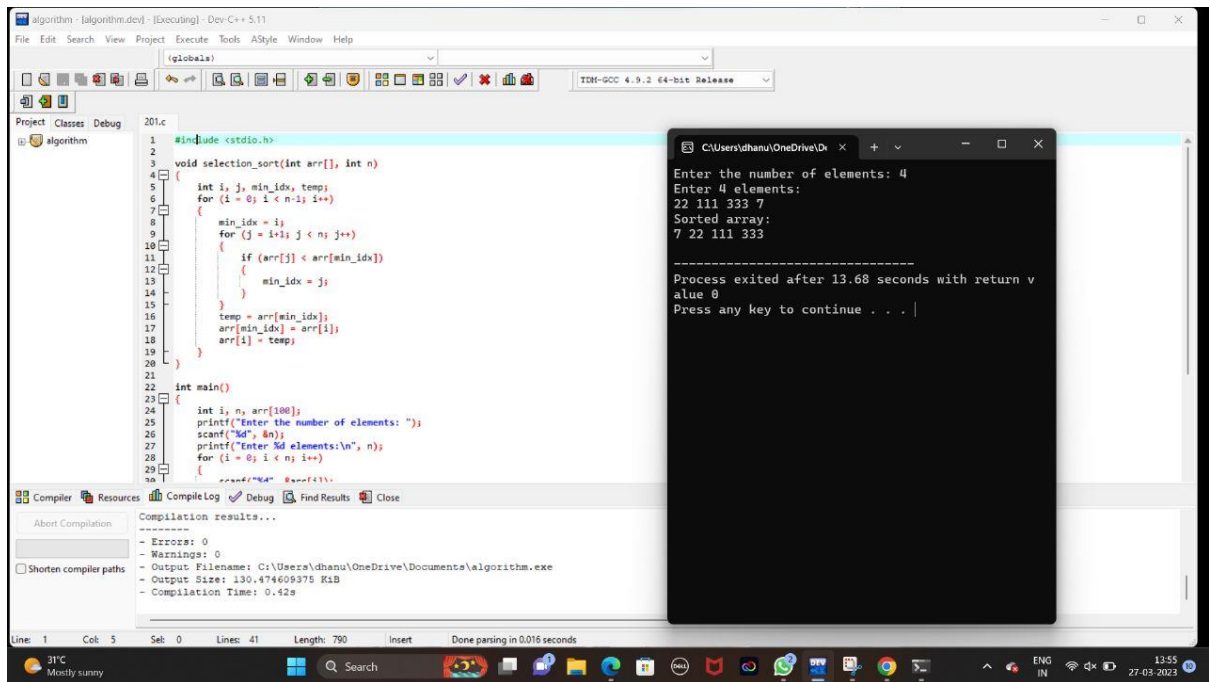 algorithm - [algorithm.dev] - [Executing] - Dev-C++ 5.11
File Edit Search View Project Execute Tools AStyle Window Help
(globals)
TDM-GCC 4.9.2 64-bit Release
Project Classes Debug
algorithm
201.c
1 #include <stdio.h>
2
3 void selection_sort(int arr[], int n)
4 {
5 int i, j, min_idx, temp;
6 for (i = 0; i < n-1; i++)
7 {
8 min_idx = i;
9 for (j = i+1; j < n; j++)
10 {
11 if (arr[j] < arr[min_idx])
12 {
13 min_idx = j;
14 }
15 }
16 temp = arr[min_idx];
17 arr[min_idx] = arr[i];
18 arr[i] = temp;
19 }
20 }
21
22 int main()
23 {
24 int i, n, arr[100];
25 printf("Enter the number of elements: ");
26 scanf("%d", &n);
27 printf("Enter %d elements:\n", n);
28 for (i = 0; i < n; i++)
29 {
30 scanf("%d", &arr[i]);
C:\Users\dhanu\OneDrive\D
Enter the number of elements: 4
Enter 4 elements:
22 111 333 7
Sorted array:
7 22 111 333
--------------------------------
Process exited after 13.68 seconds with return v
alue 0
Press any key to continue . . .
Compiler Resources Compile Log Debug Find Results Close
Abort Compilation
Shorten compiler paths
Compilation results...
--------
- Errors: 0
- Warnings: 0
- Output Filename: C:\Users\dhanu\OneDrive\Documents\algorithm.exe
- Output Size: 130.474609375 KiB
- Compilation Time: 0.42s
Line: 1 Col: 5 Sel: 0 Lines: 41 Length: 790 Insert Done parsing in 0.016 seconds
31°C
Mostly sunny
Search
DELL
DEV
ENG
IN
13:55
27-03-2023